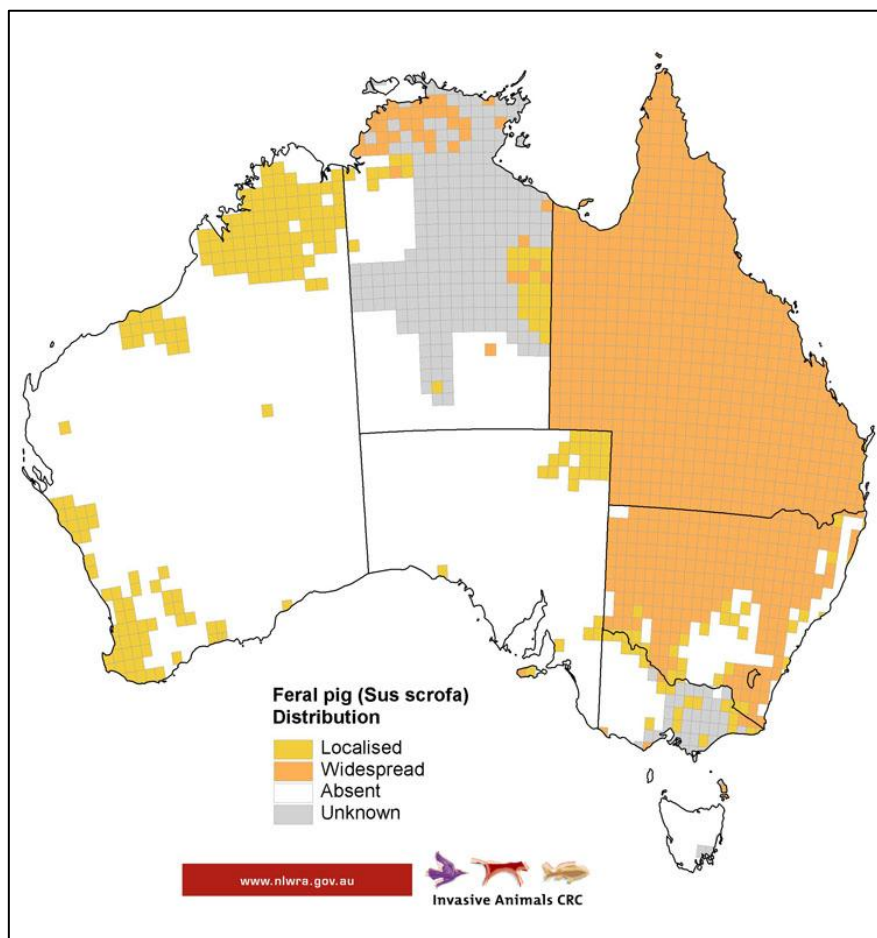 Feral pig (Sus scrofa)
Distribution
Localised
Widespread
Absent
Unknown
www.nlwra.gov.au
Invasive Animals CRC